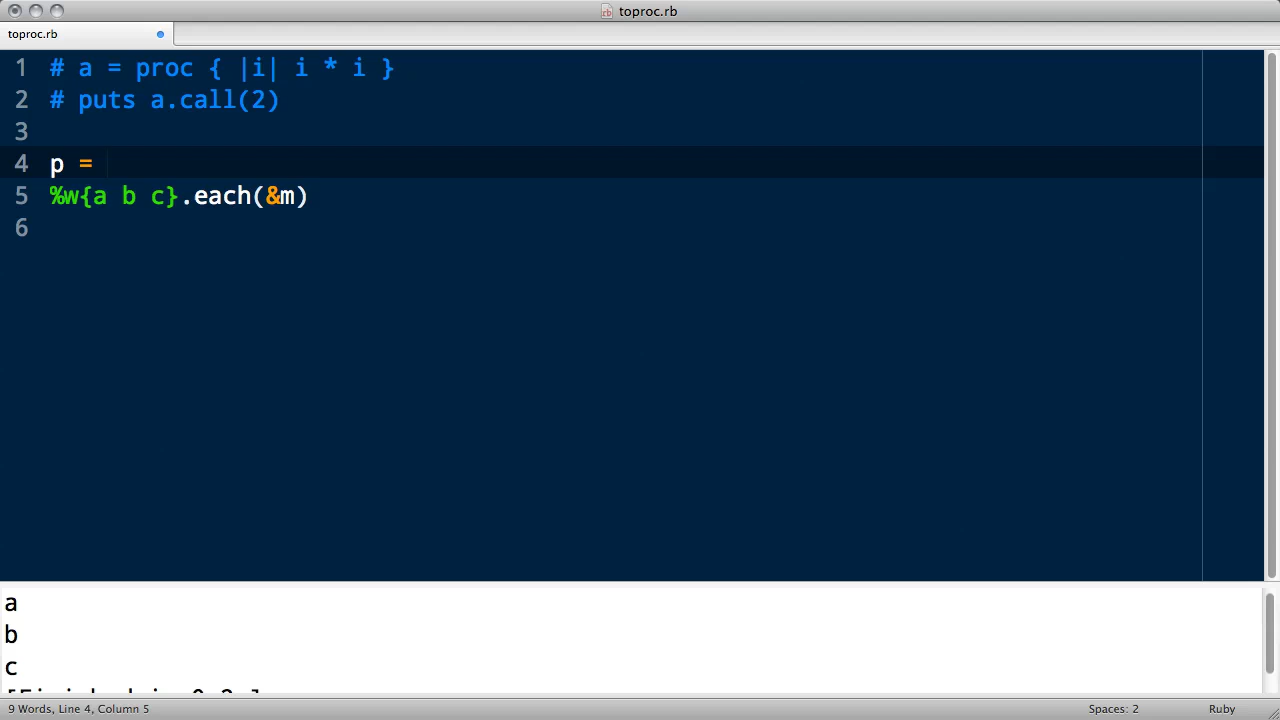 toproc.rb
toproc.rb
1 # a = proc { |i| i * i }
2 # puts a.call(2)
3
4 p =
5 %w{a b c}.each(&m)
6
a
b
c
9 Words, Line 4, Column 5 Spaces: 2 Ruby